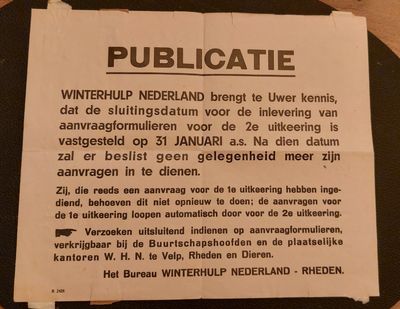 PUBLICATIE
WINTERHULP NEDERLAND brengt te Uwer kennis,
dat de sluitingsdatum voor de inlevering van
aanvraagformulieren voor de 2e uitkeering is
vastgesteld op 31 JANUARI a.s. Na dien datum
zal er beslist geen gelegenheid meer zijn
aanvragen in te dienen.
Zij, die reeds een aanvraag voor de 1e uitkeering hebben inge-
diend, behoeven dit niet opnieuw te doen; de aanvragen voor
de 1e uitkeering loopen automatisch door voor de 2e uitkeering.
☛ Verzoeken uitsluitend indienen op aanvraagformulieren,
verkrijgbaar bij de Buurtschapshoofden en de plaatselijke
kantoren W. H. N. te Velp, Rheden en Dieren.
Het Bureau WINTERHULP NEDERLAND - RHEDEN.